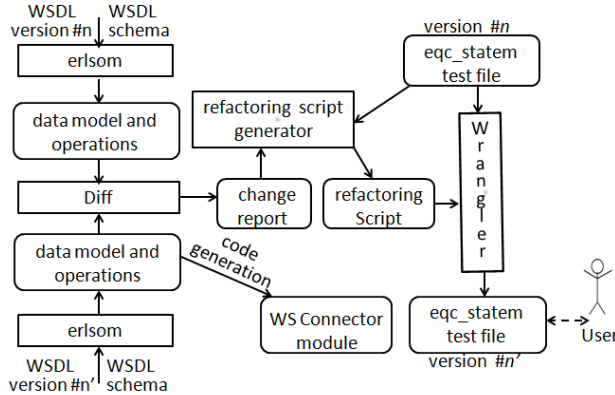 WSDL
version #n
WSDL
schema
erlsom
data model and
operations
Diff
data model and
operations
erlsom
WSDL
version #n’
WSDL
schema
refactoring script
generator
change
report
refactoring
Script
code
generation
WS Connector
module
version #n
eqc_statem
test file
Wrangler
eqc_statem
test file
version #n’
User